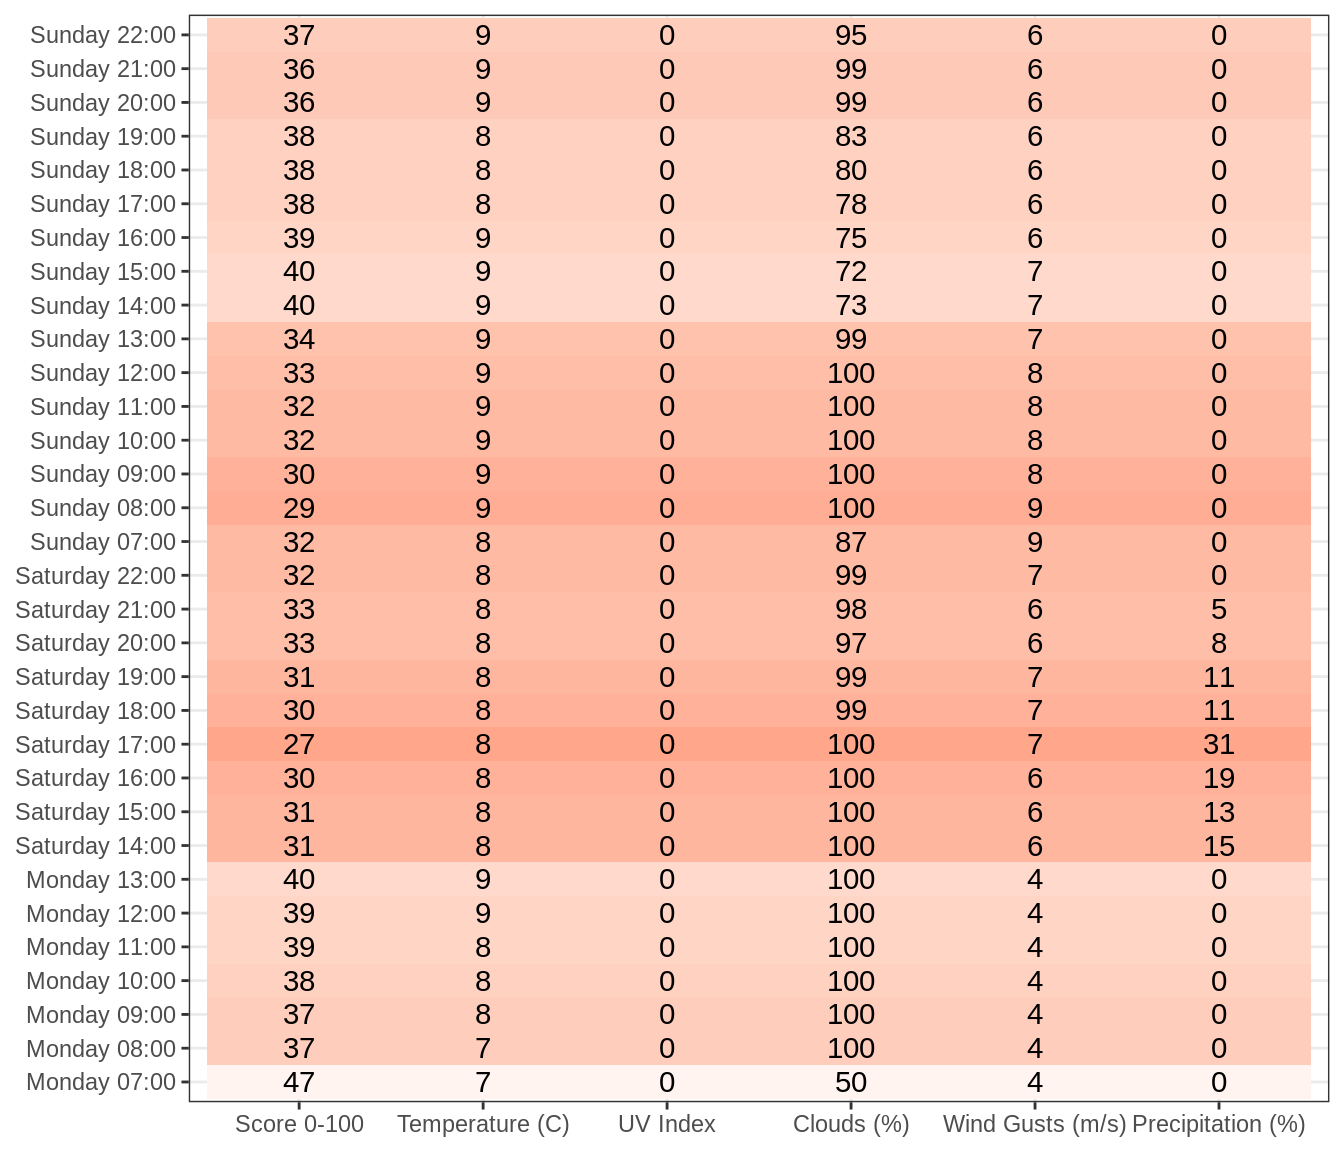 Sunday 22:00 37 9 0 95 6 0
Sunday 21:00 36 9 0 99 6 0
Sunday 20:00 36 9 0 99 6 0
Sunday 19:00 38 8 0 83 6 0
Sunday 18:00 38 8 0 80 6 0
Sunday 17:00 38 8 0 78 6 0
Sunday 16:00 39 9 0 75 6 0
Sunday 15:00 40 9 0 72 7 0
Sunday 14:00 40 9 0 73 7 0
Sunday 13:00 34 9 0 99 7 0
Sunday 12:00 33 9 0 100 8 0
Sunday 11:00 32 9 0 100 8 0
Sunday 10:00 32 9 0 100 8 0
Sunday 09:00 30 9 0 100 8 0
Sunday 08:00 29 9 0 100 9 0
Sunday 07:00 32 8 0 87 9 0
Saturday 22:00 32 8 0 99 7 0
Saturday 21:00 33 8 0 98 6 5
Saturday 20:00 33 8 0 97 6 8
Saturday 19:00 31 8 0 99 7 11
Saturday 18:00 30 8 0 99 7 11
Saturday 17:00 27 8 0 100 7 31
Saturday 16:00 30 8 0 100 6 19
Saturday 15:00 31 8 0 100 6 13
Saturday 14:00 31 8 0 100 6 15
Monday 13:00 40 9 0 100 4 0
Monday 12:00 39 9 0 100 4 0
Monday 11:00 39 8 0 100 4 0
Monday 10:00 38 8 0 100 4 0
Monday 09:00 37 8 0 100 4 0
Monday 08:00 37 7 0 100 4 0
Monday 07:00 47 7 0 50 4 0
Score 0-100 Temperature (C) UV Index Clouds (%) Wind Gusts (m/s) Precipitation (%)